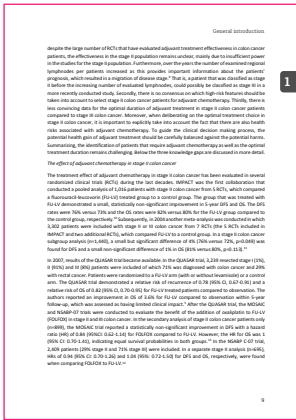 General introduction
1
despite the large number of RCTs that have evaluated adjuvant treatment effectiveness in colon cancer
patients, the effectiveness in the stage II population remains unclear, mainly due to insufficient power
in the studies for the stage II population. Furthermore, over the years the number of examined regional
lymphnodes per patients increased as this provides important information about the patients'
prognosis, which resulted in a migration of disease stage. That is, a patient that was classified as stage
II before the increasing number of evaluated lymphnodes, could possibly be classified as stage III in a
more recently conducted study. Secondly, there is no consensus on which high-risk features should be
taken into account to select stage II colon cancer patients for adjuvant chemotherapy. Thirdly, there is
less convincing data for the optimal duration of adjuvant treatment in stage II colon cancer patients
compared to stage III colon cancer. Moreover, when deliberating on the optimal treatment choice in
stage II colon cancer, it is important to explicitly take into account the fact that there are also health
risks associated with adjuvant chemotherapy. To guide the clinical decision making process, the
potential health gain of adjuvant treatment should be carefully balanced against the potential harm.
Summarising, the identification of patients that require adjuvant chemotherapy as well as the optimal
treatment duration remains challenging. Below the three knowledge gaps are discussed in more detail.
The effect of adjuvant chemotherapy in stage II colon cancer
The treatment effect of adjuvant chemotherapy in stage II colon cancer has been evaluated in several
randomized clinical trials (RCTs) during the last decades. IMPACT was the first collaboration that
conducted a pooled analysis of 1,016 patients with stage II colon cancer from 5 RCTs, which compared
a fluorouracil-leucovorin (FU-LV) treated group to a control group. The group that was treated with
FU-LV demonstrated a small, statistically non-significant improvement in 5-year DFS and OS. The DFS
rates were 76% versus 73% and the OS rates were 82% versus 80% for the FU-LV group compared to
the control group, respectively. Subsequently, in 2004 another meta-analysis was conducted in which
3,302 patients were included with stage II or III colon cancer from 7 RCTs (the 5 RCTs included in
IMPACT and two additional RCTs), which compared FU-LV to a control group. In a stage II colon cancer
subgroup analysis (n=1,440), a small but significant difference of 4% (76% versus 72%, p=0.049) was
found for DFS and a small non-significant difference of 1% in OS (81% versus 80%, p=0.113).
In 2007, results of the QUASAR trial became available. In the QUASAR trial, 3,239 resected stage I (1%),
II (91%) and III (8%) patients were included of which 71% was diagnosed with colon cancer and 29%
with rectal cancer. Patients were randomized to a FU-LV arm (with or without levamisole) or a control
arm. The QUASAR trial demonstrated a relative risk of recurrence of 0.78 (95% CI, 0.67-0.91) and a
relative risk of OS of 0.82 (95% CI, 0.70-0.95) for FU-LV treated patients compared to observation. The
authors reported an improvement in OS of 3.6% for FU-LV compared to observation within 5-year
follow-up, which was assessed as having limited clinical impact. After the QUASAR trial, the MOSAIC
and NSABP-07 trials were conducted to evaluate the benefit of the addition of oxaliplatin to FU-LV
(FOLFOX) in stage II and III colon cancer. In the secondary analysis of stage II colon cancer patients only
(n=899), the MOSAIC trial reported a statistically non-significant improvement in DFS with a hazard
ratio (HR) of 0.84 (95%CI: 0.62-1.14) for FOLFOX compared to FU-LV. However, the HR for OS was 1
(95% CI: 0.70-1.41), indicating equal survival probabilities in both groups. In the NSABP C-07 trial,
2,409 patients (29% stage II and 71% stage III) were included. In a separate stage II analysis (n=695),
HRs of 0.94 (95% CI: 0.70-1.26) and 1.04 (95%: 0.72-1.50) for DFS and OS, respectively, were found
when comparing FOLFOX to FU-LV.
9